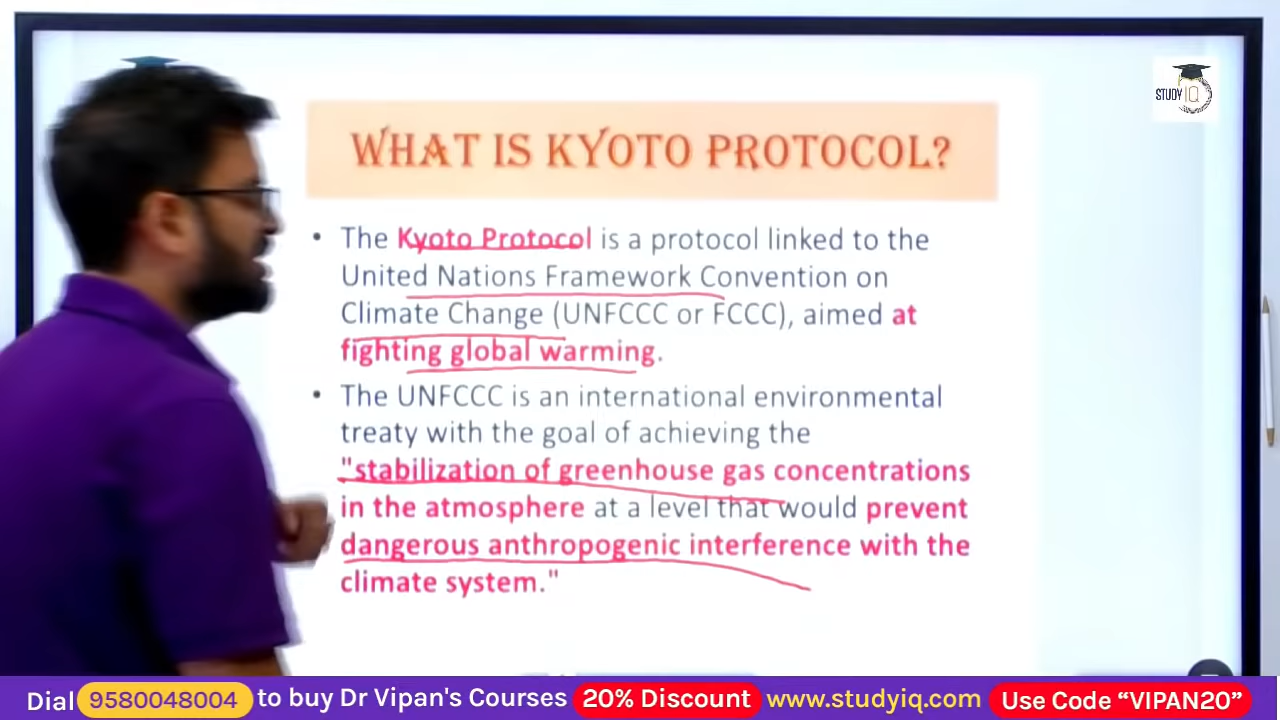 STUDY IQ
WHAT IS KYOTO PROTOCOL?
• The Kyoto Protocol is a protocol linked to the
United Nations Framework Convention on
Climate Change (UNFCCC or FCCC), aimed at
fighting global warming.
• The UNFCCC is an international environmental
treaty with the goal of achieving the
"stabilization of greenhouse gas concentrations
in the atmosphere at a level that would prevent
dangerous anthropogenic interference with the
climate system."
Dial 9580048004 to buy Dr Vipan's Courses 20% Discount www.studyiq.com Use Code “VIPAN20”